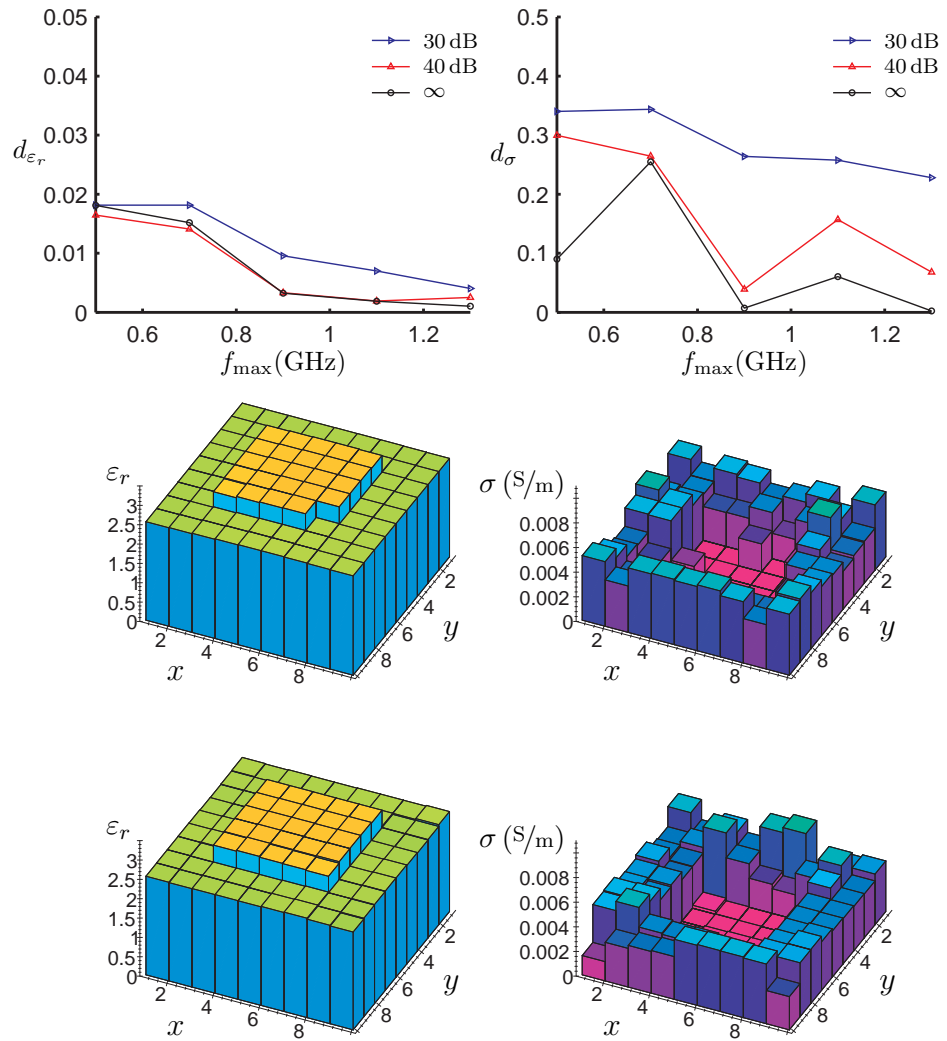 0.05
0.04
0.03
0.02
0.01
0
d_{ε_r}
30 dB
40 dB
∞
0.6 0.8 1 1.2
f_max(GHz)
0.5
0.4
0.3
0.2
0.1
0
d_σ
30 dB
40 dB
∞
0.6 0.8 1 1.2
f_max(GHz)
ε_r
3
2.5
2
1.5
1
0.5
0
2 4 6 8
x
2
4
6
8
y
σ (S/m)
0.008
0.006
0.004
0.002
0
2 4 6 8
x
2
4
6
8
y
ε_r
3
2.5
2
1.5
1
0.5
0
2 4 6 8
x
2
4
6
8
y
σ (S/m)
0.008
0.006
0.004
0.002
0
2 4 6 8
x
2
4
6
8
y